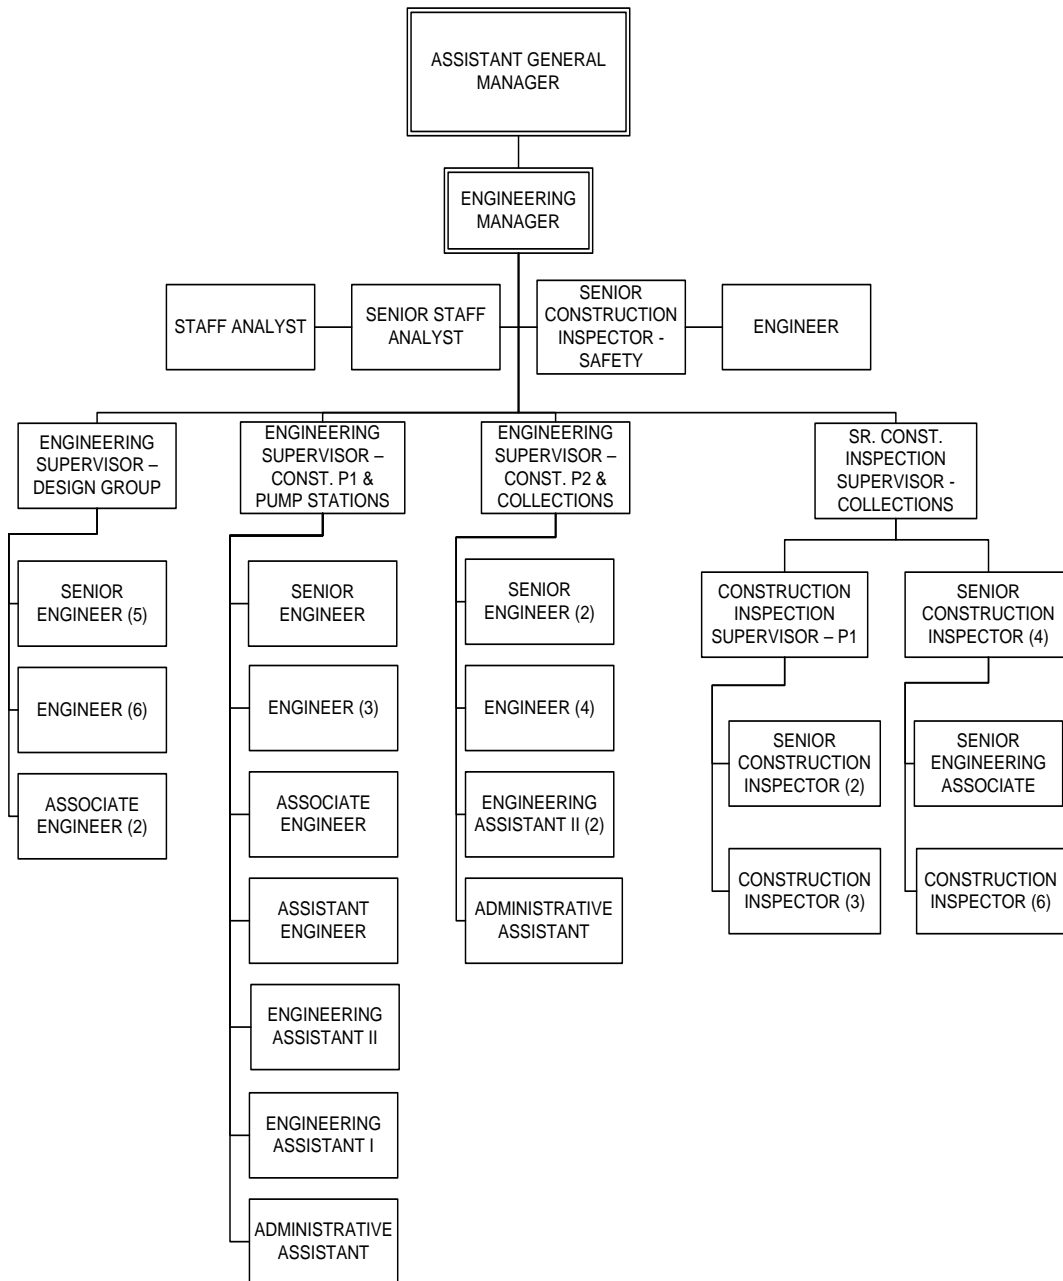 ASSISTANT GENERAL
MANAGER
ENGINEERING
MANAGER
STAFF ANALYST
SENIOR STAFF
ANALYST
SENIOR
CONSTRUCTION
INSPECTOR -
SAFETY
ENGINEER
ENGINEERING
SUPERVISOR –
DESIGN GROUP
ENGINEERING
SUPERVISOR –
CONST. P1 &
PUMP STATIONS
ENGINEERING
SUPERVISOR –
CONST. P2 &
COLLECTIONS
SR. CONST.
INSPECTION
SUPERVISOR -
COLLECTIONS
SENIOR
ENGINEER (5)
ENGINEER (6)
ASSOCIATE
ENGINEER (2)
SENIOR
ENGINEER
ENGINEER (3)
ASSOCIATE
ENGINEER
ASSISTANT
ENGINEER
ENGINEERING
ASSISTANT II
ENGINEERING
ASSISTANT I
ADMINISTRATIVE
ASSISTANT
SENIOR
ENGINEER (2)
ENGINEER (4)
ENGINEERING
ASSISTANT II (2)
ADMINISTRATIVE
ASSISTANT
CONSTRUCTION
INSPECTION
SUPERVISOR – P1
SENIOR
CONSTRUCTION
INSPECTOR (2)
CONSTRUCTION
INSPECTOR (3)
SENIOR
CONSTRUCTION
INSPECTOR (4)
SENIOR
ENGINEERING
ASSOCIATE
CONSTRUCTION
INSPECTOR (6)